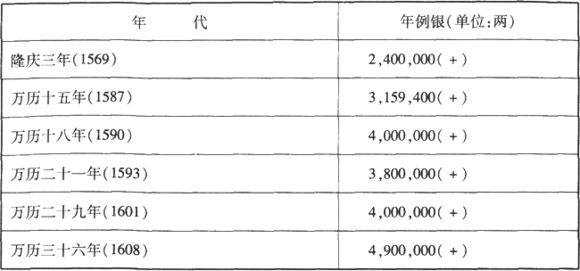 年 代 年例银(单位:两)
隆庆三年(1569) 2,400,000(+)
万历十五年(1587) 3,159,400(+)
万历十八年(1590) 4,000,000(+)
万历二十一年(1593) 3,800,000(+)
万历二十九年(1601) 4,000,000(+)
万历三十六年(1608) 4,900,000(+)